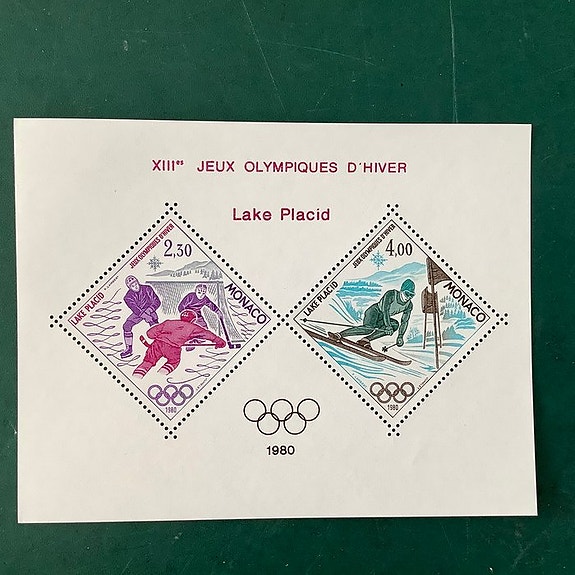 XIIIes JEUX OLYMPIQUES D'HIVER
Lake Placid
JEUX OLYMPIQUES D'HIVER
2,30
LAKE PLACID
MONACO
1980
JEUX OLYMPIQUES D'HIVER
4,00
LAKE PLACID
MONACO
1980
1980